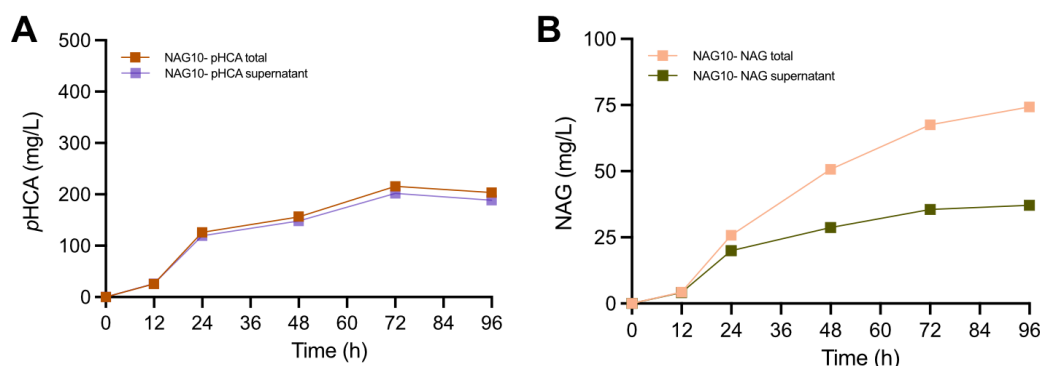 A
500
400
300
200
100
0
pHCA (mg/L)
NAG10- pHCA total
NAG10- pHCA supernatant
0 12 24 36 48 60 72 84 96
Time (h)
B
100
75
50
25
0
NAG (mg/L)
NAG10- NAG total
NAG10- NAG supernatant
0 12 24 36 48 60 72 84 96
Time (h)